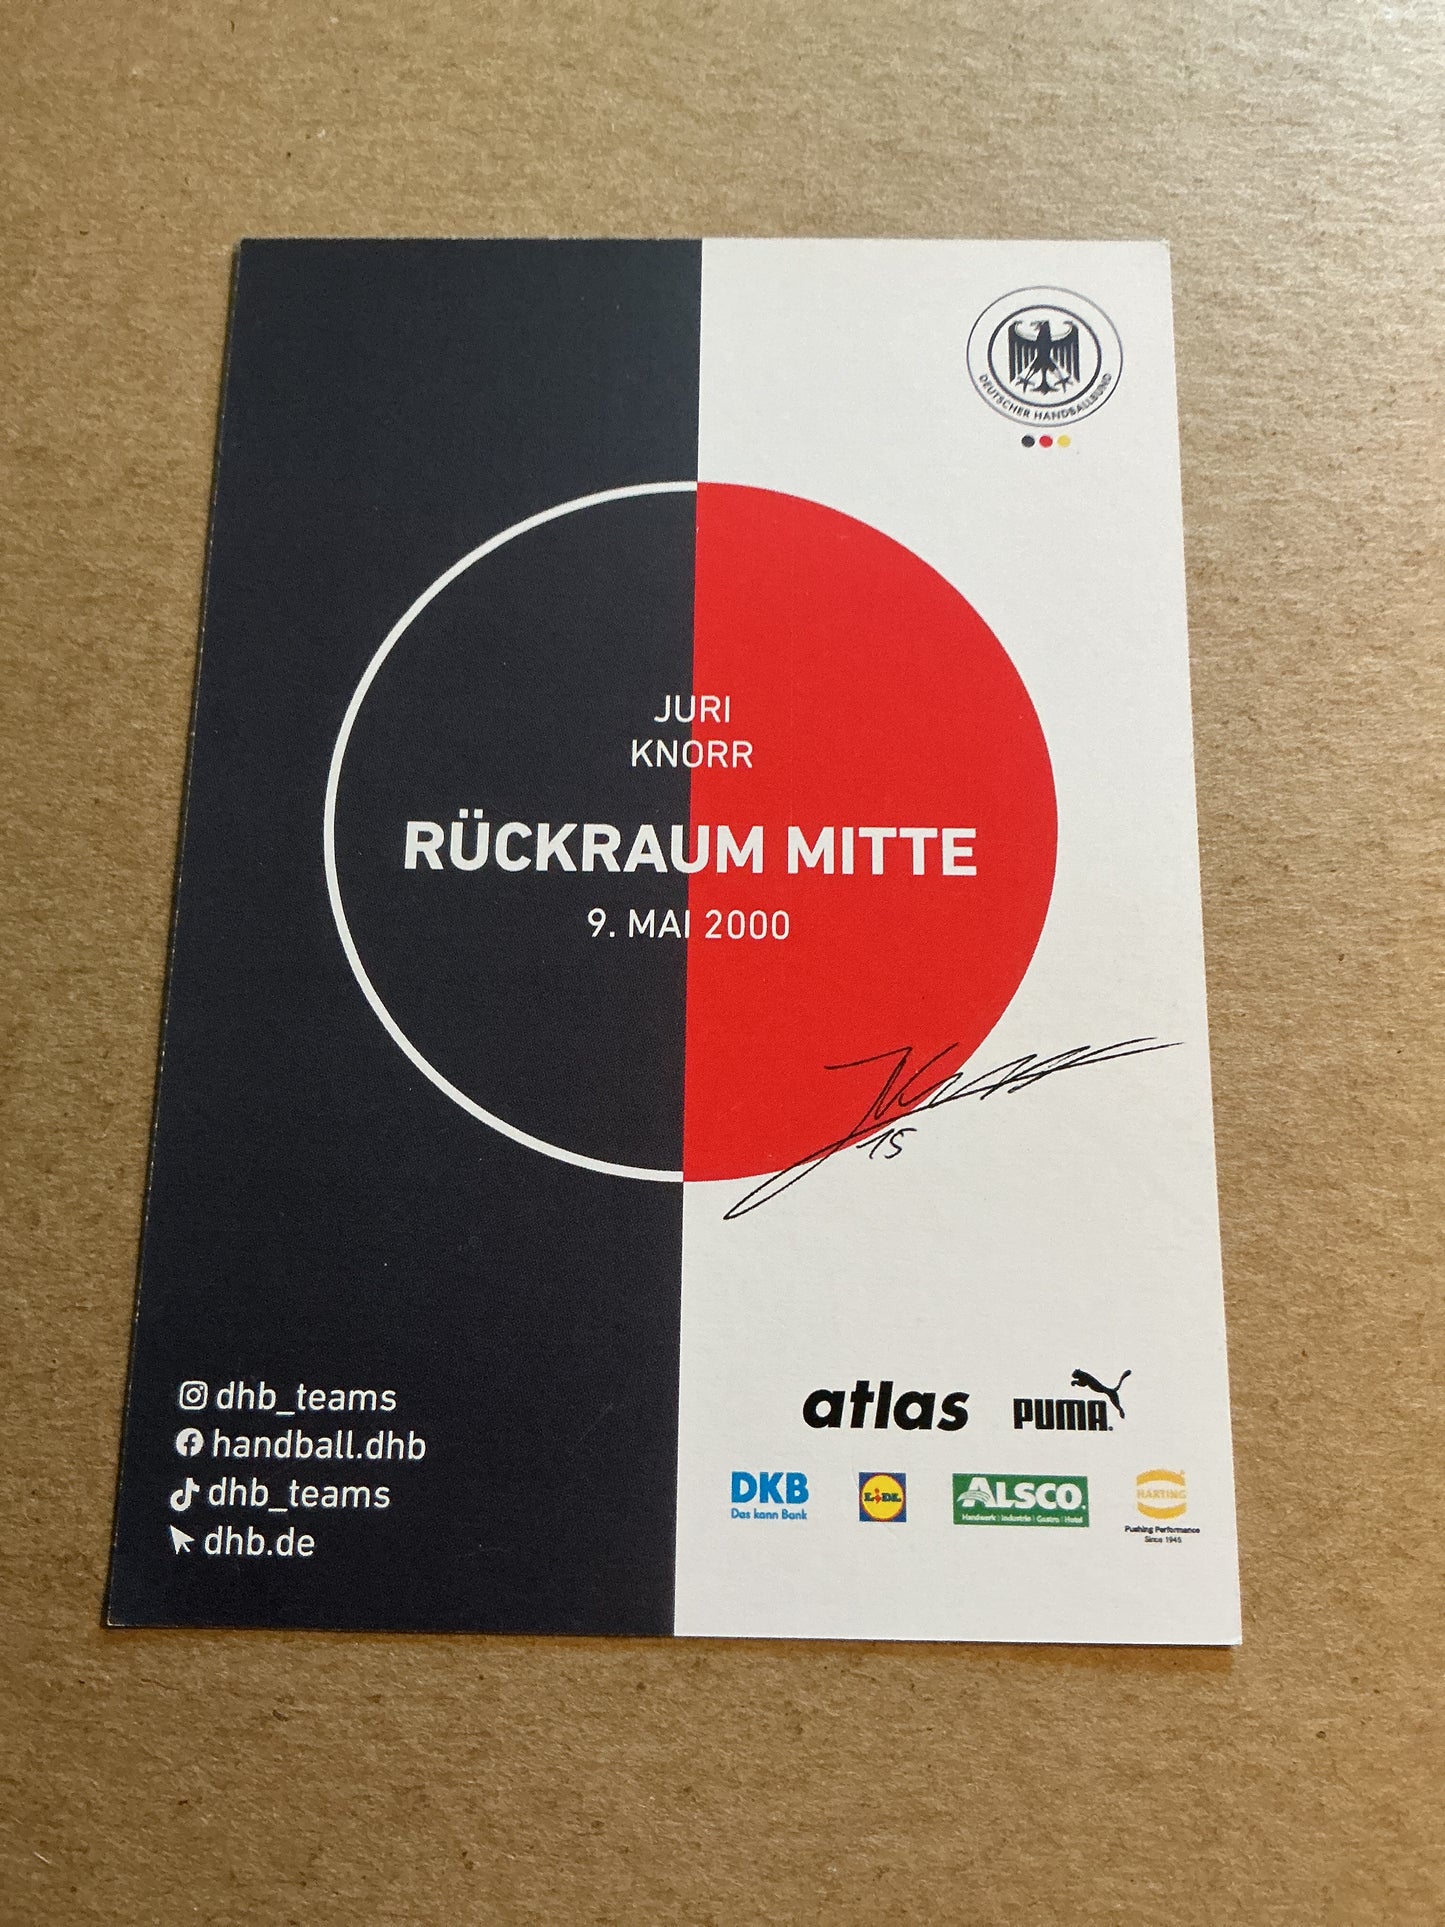 DEUTSCHER HANDBALLBUND
JURI
KNORR
RÜCKRAUM MITTE
9. MAI 2000
15
dhb_teams
handball.dhb
dhb_teams
dhb.de
atlas PUMA
DKB
Das kann Bank
LIDL
ALSCO
Handwerk | Industrie | Gastro | Hotel
HARTING
Pushing Performance
Since 1945